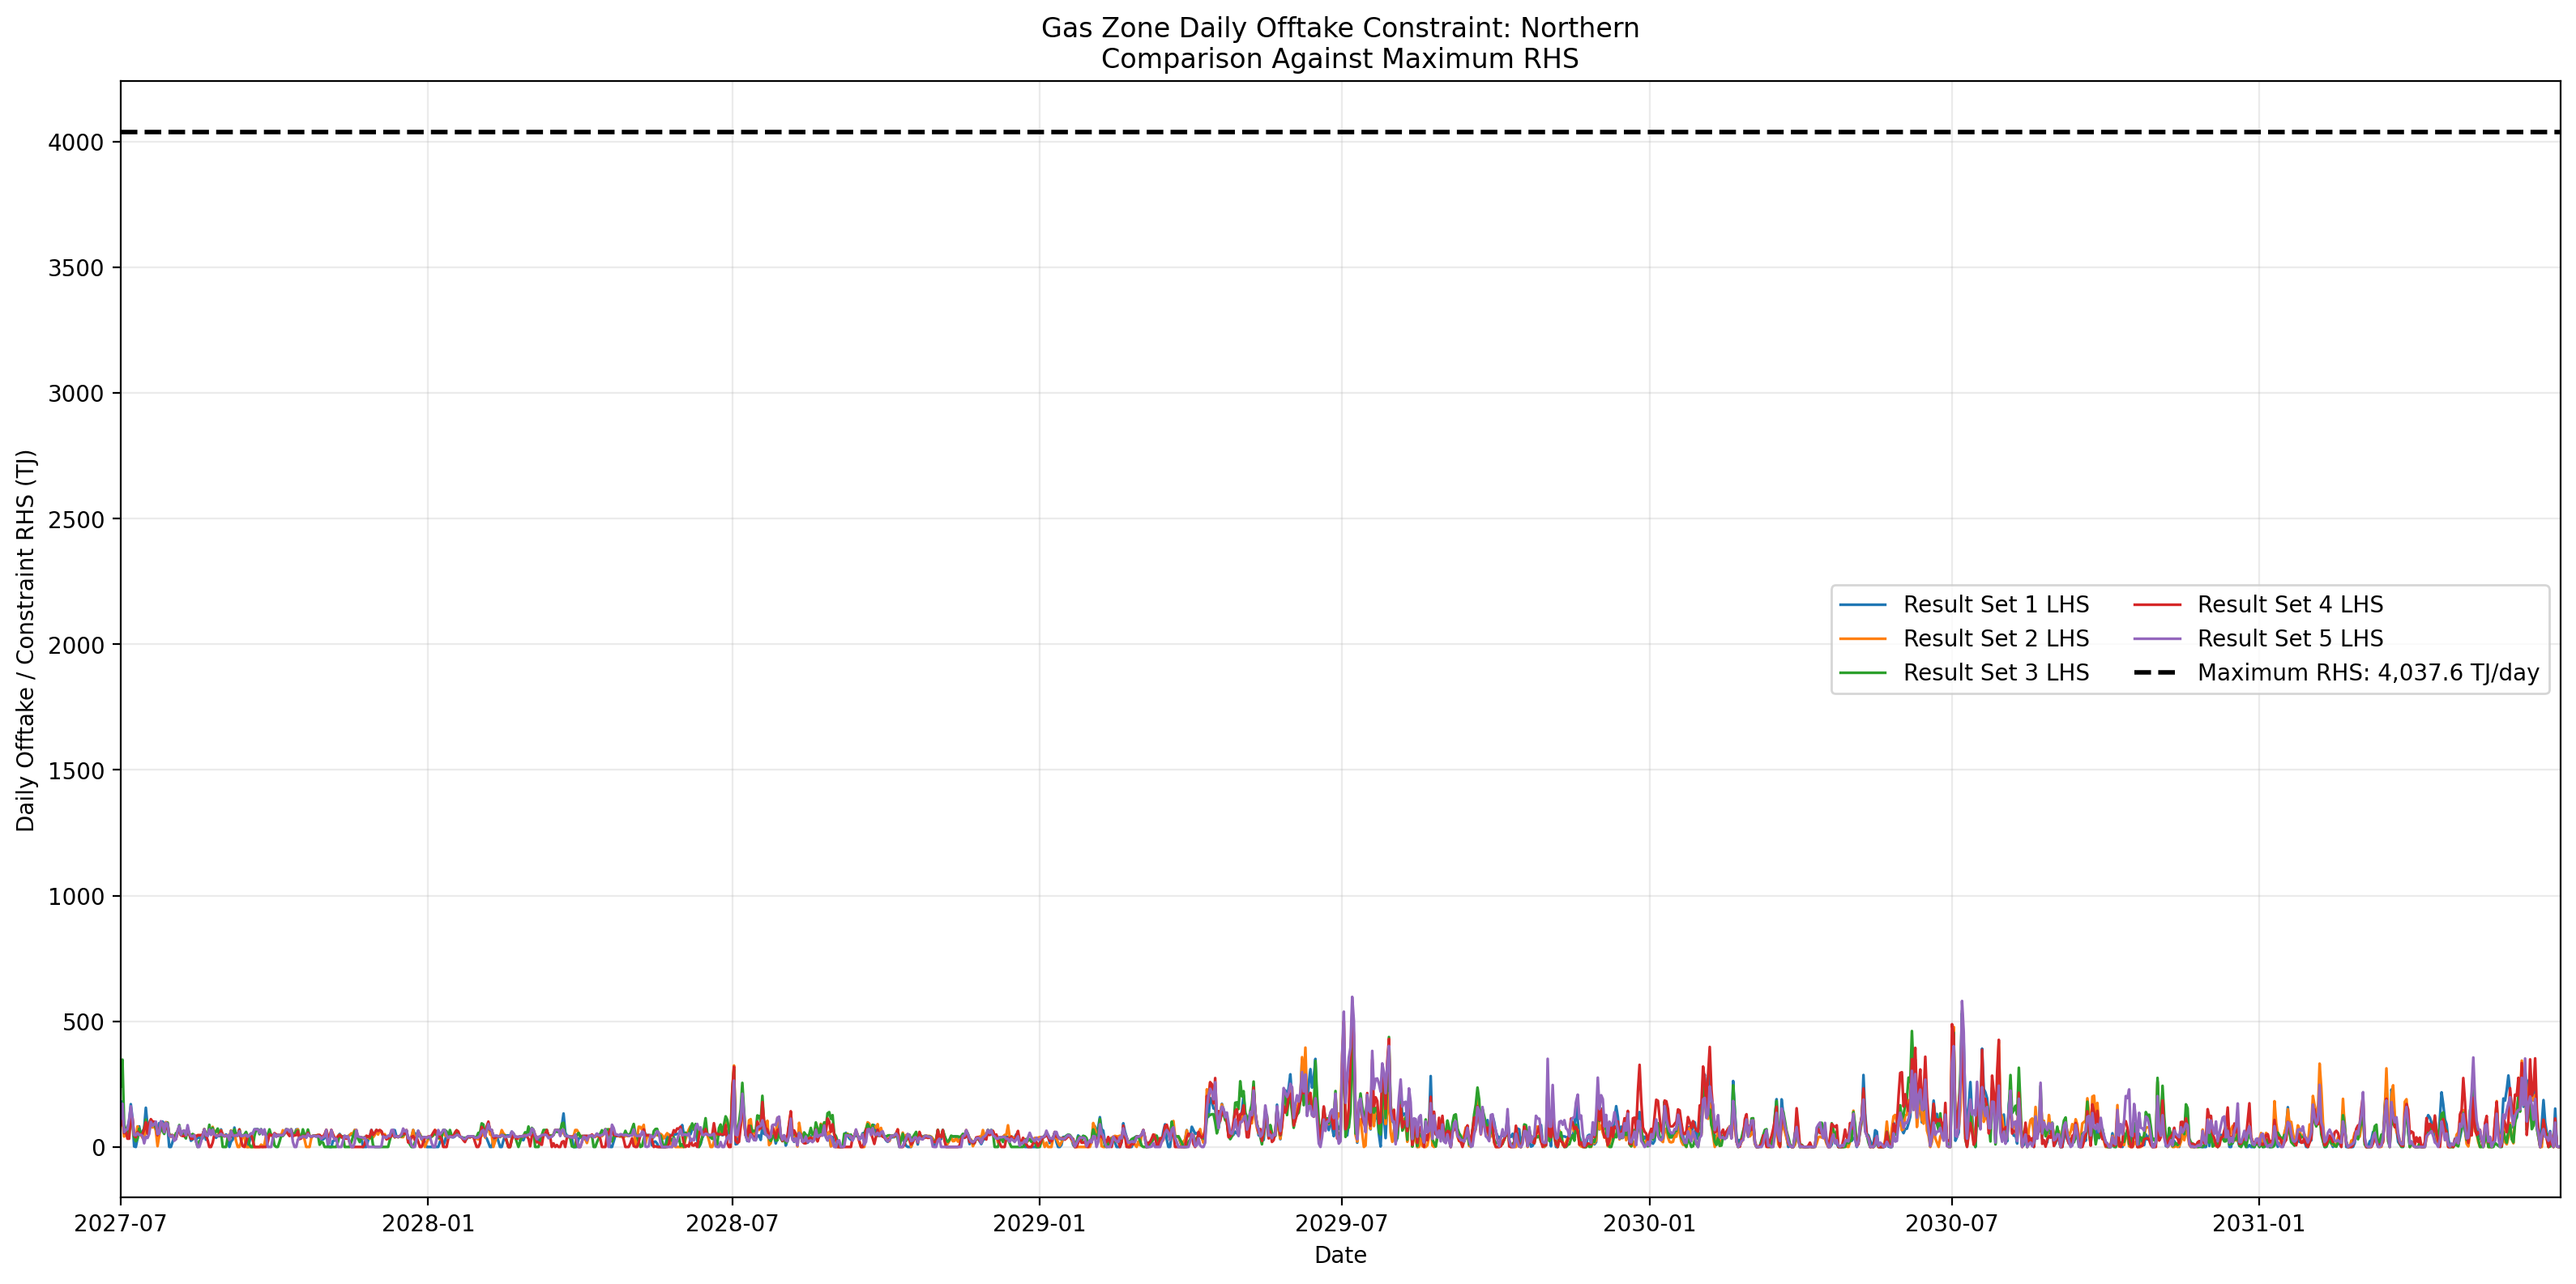 Gas Zone Daily Offtake Constraint: Northern
Comparison Against Maximum RHS
Daily Offtake / Constraint RHS (TJ)
4000
3500
3000
2500
2000
1500
1000
500
0
Result Set 1 LHS
Result Set 2 LHS
Result Set 3 LHS
Result Set 4 LHS
Result Set 5 LHS
Maximum RHS: 4,037.6 TJ/day
2027-07
2028-01
2028-07
2029-01
2029-07
2030-01
2030-07
2031-01
Date